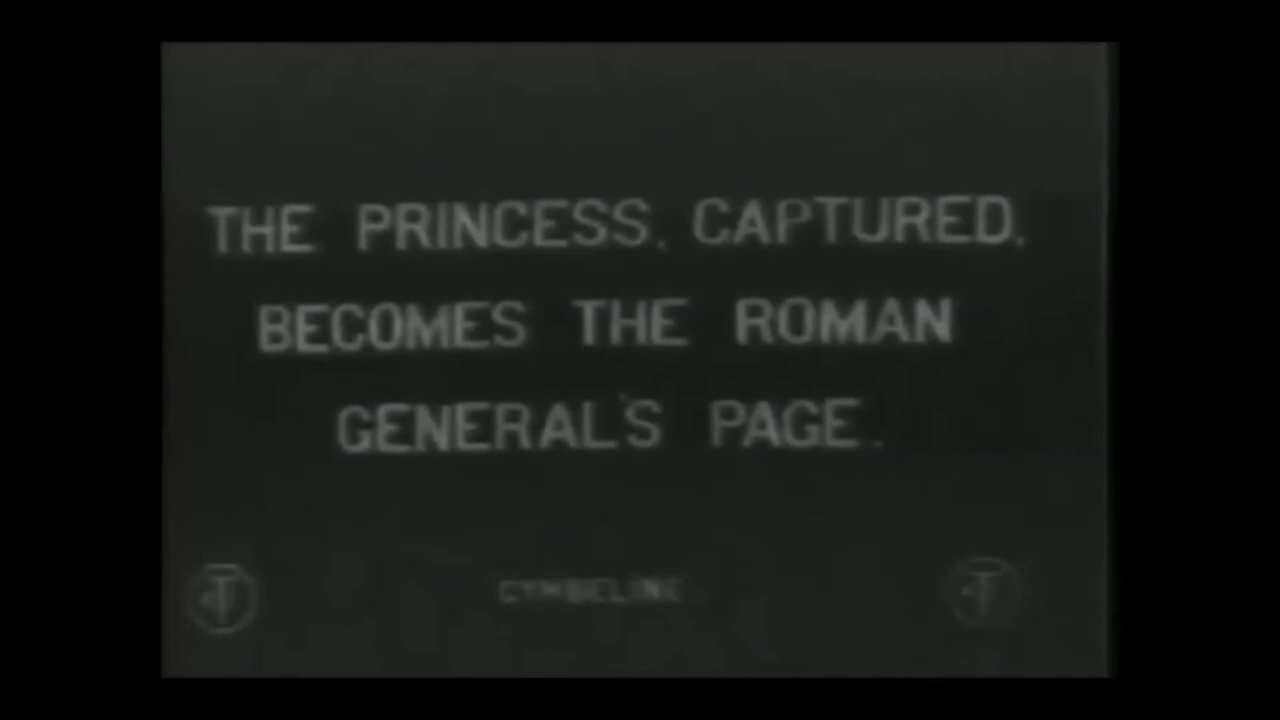 THE PRINCESS, CAPTURED,
BECOMES THE ROMAN
GENERAL'S PAGE.
CYMBELINE